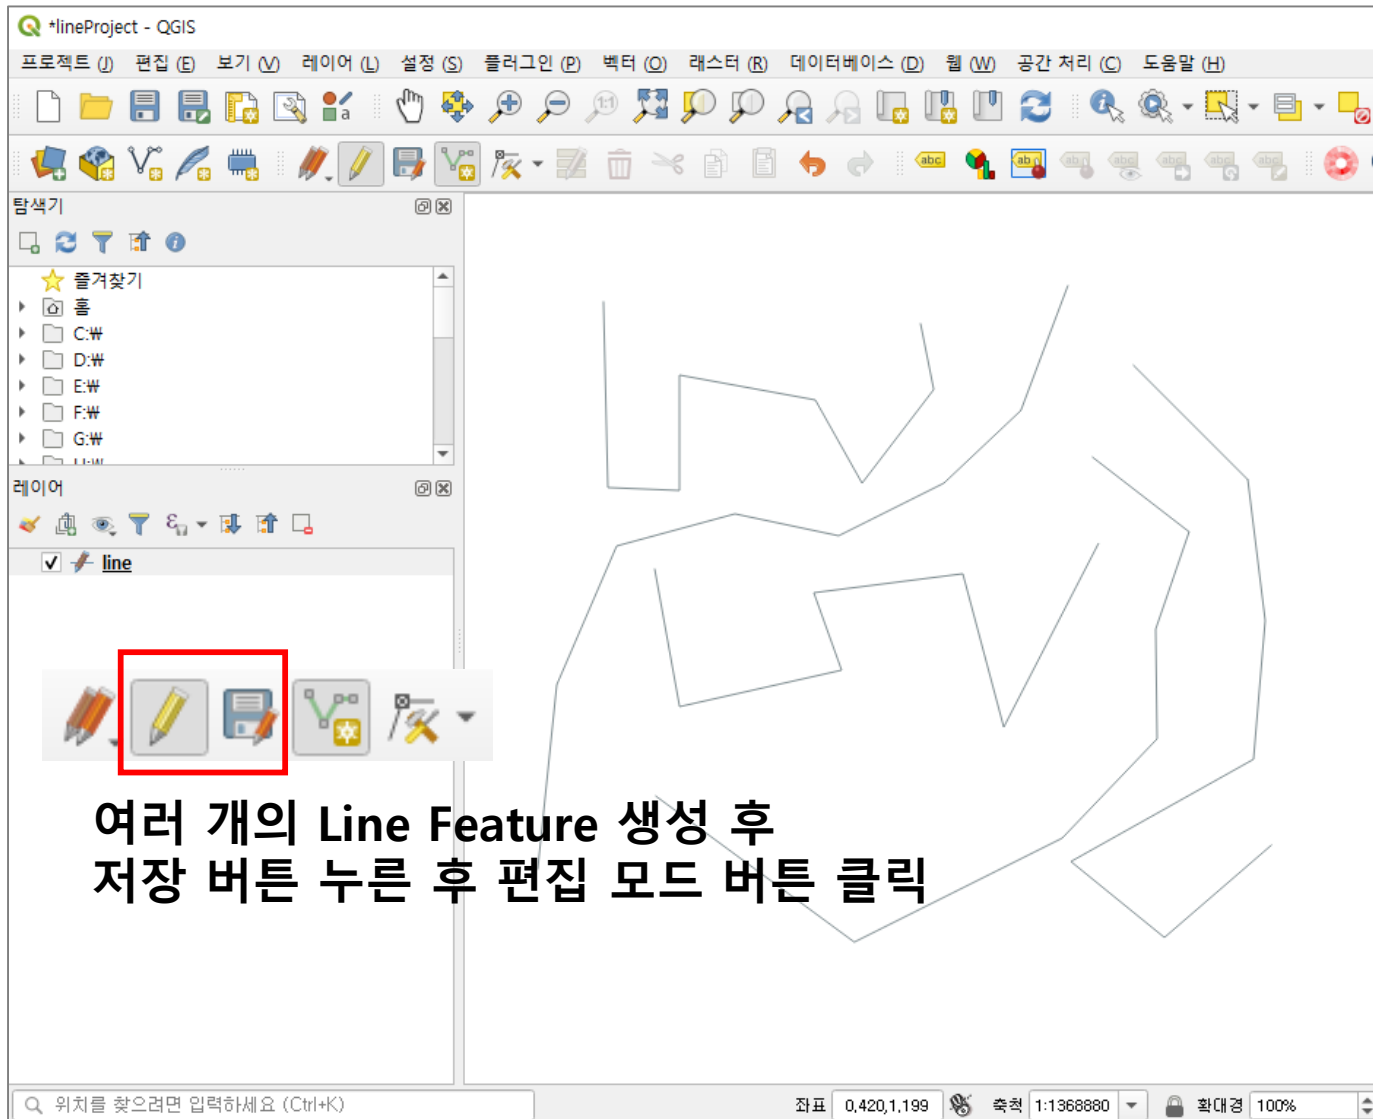 *lineProject - QGIS
프로젝트 (J) 편집 (E) 보기 (V) 레이어 (L) 설정 (S) 플러그인 (P) 벡터 (O) 래스터 (R) 데이터베이스 (D) 웹 (W) 공간 처리 (C) 도움말 (H)
탐색기
즐겨찾기
홈
C:₩
D:₩
E:₩
F:₩
G:₩
H:₩
레이어
line
여러 개의 Line Feature 생성 후
저장 버튼 누른 후 편집 모드 버튼 클릭
위치를 찾으려면 입력하세요 (Ctrl+K) 좌표 0,420,1,199 축척 1:1368880 확대경 100%